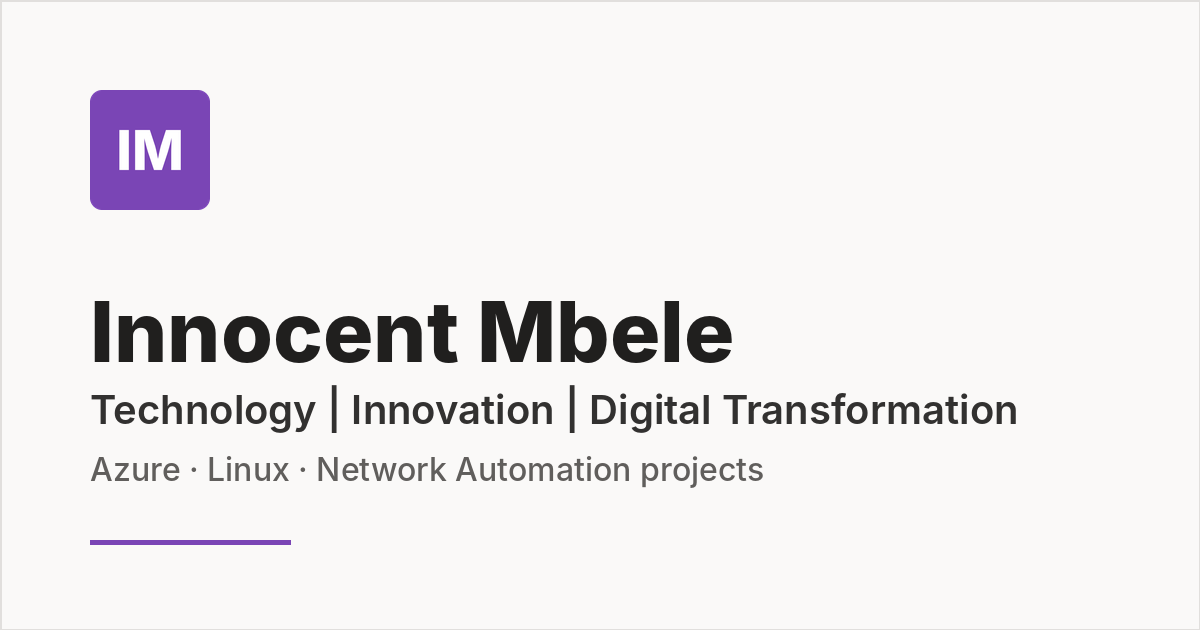 IM
Innocent Mbele
Technology | Innovation | Digital Transformation
Azure · Linux · Network Automation projects